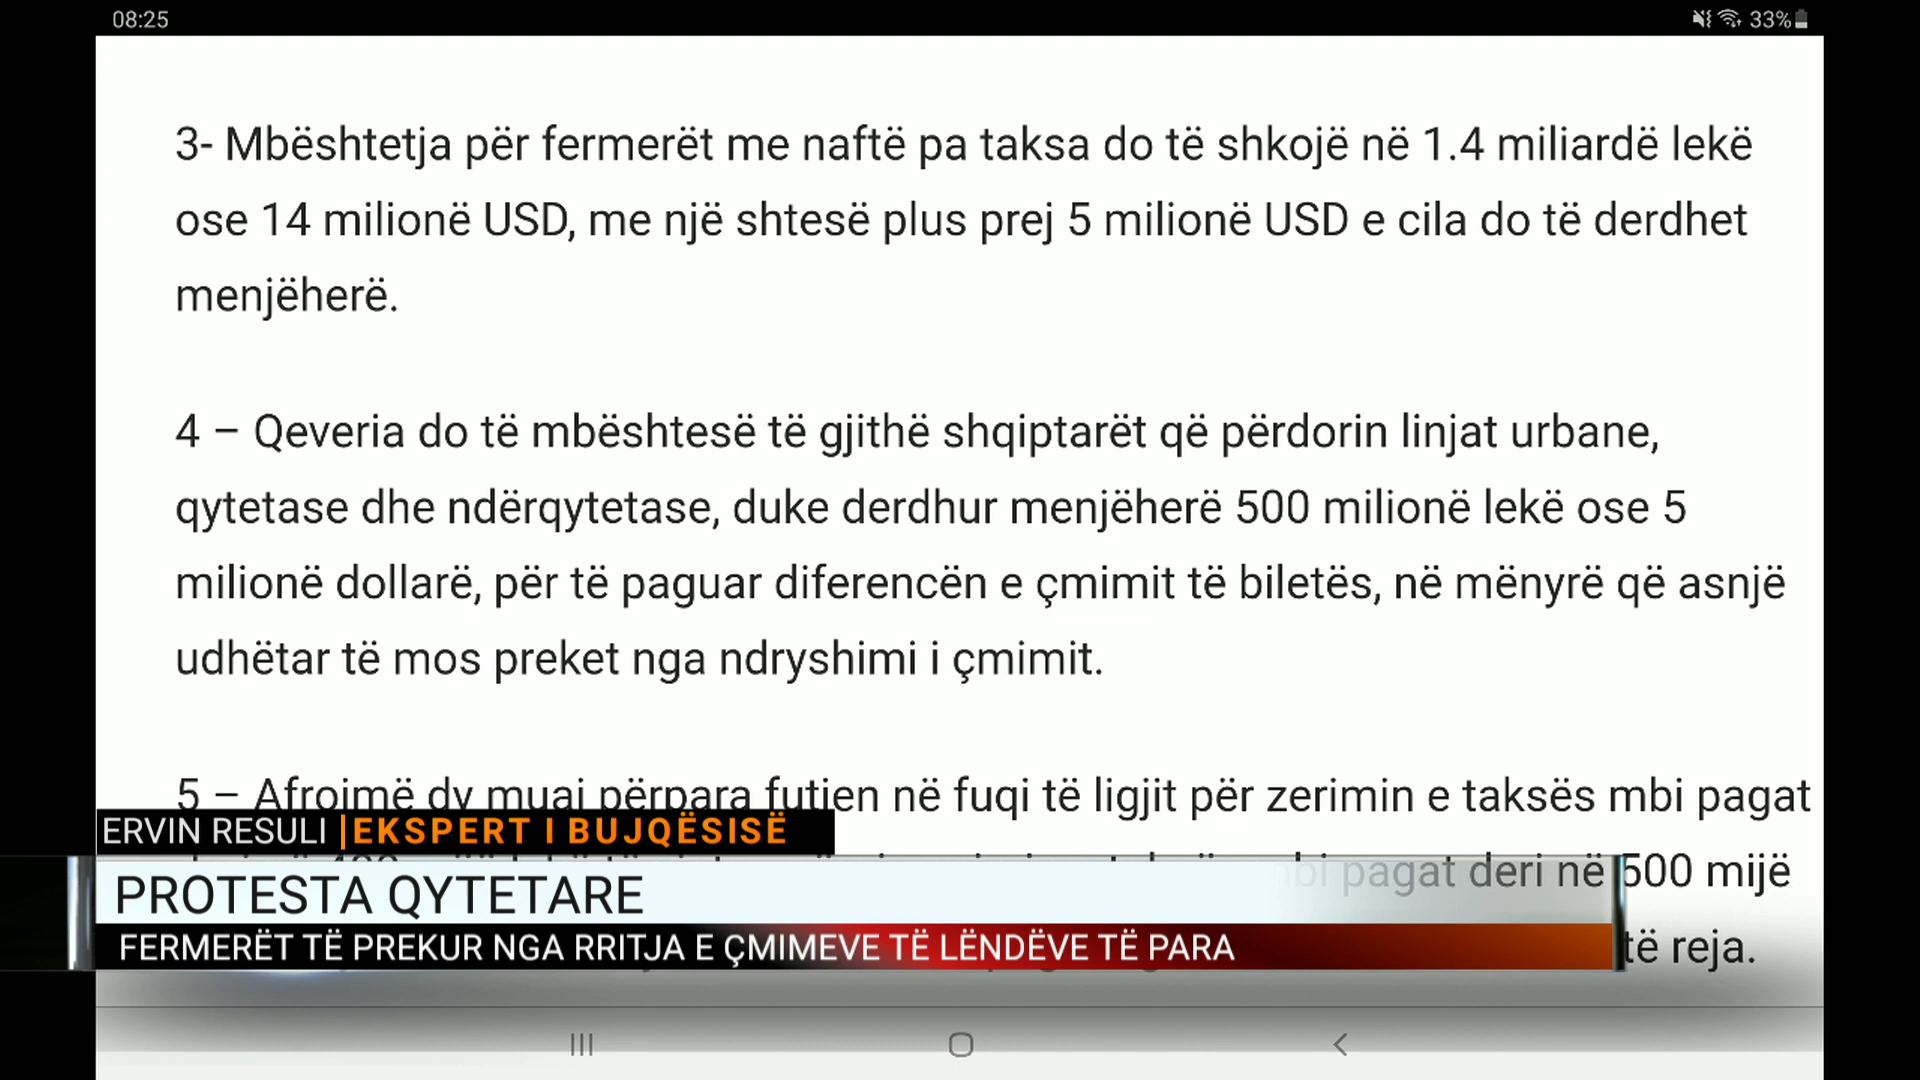 08:25
33%
3- Mbështetja për fermerët me naftë pa taksa do të shkojë në 1.4 miliardë lekë
ose 14 milionë USD, me një shtesë plus prej 5 milionë USD e cila do të derdhet
menjëherë.
4 – Qeveria do të mbështesë të gjithë shqiptarët që përdorin linjat urbane,
qytetase dhe ndërqytetase, duke derdhur menjëherë 500 milionë lekë ose 5
milionë dollarë, për të paguar diferencën e çmimit të biletës, në mënyrë që asnjë
udhëtar të mos preket nga ndryshimi i çmimit.
5 – Afrojmë dy muaj përpara futjen në fuqi të ligjit për zerimin e taksës mbi pagat
pagat deri në 500 mijë
të reja.
ERVIN RESULI | EKSPERT I BUJQËSISË
PROTESTA QYTETARE
FERMERËT TË PREKUR NGA RRITJA E ÇMIMEVE TË LËNDËVE TË PARA